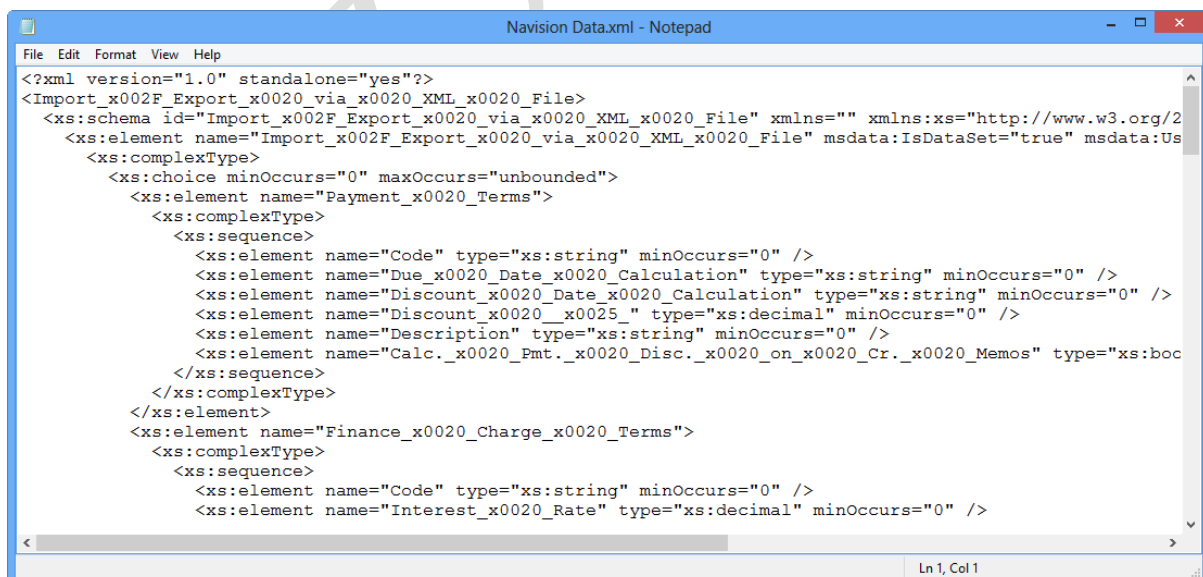 Navision Data.xml - Notepad
File Edit Format View Help
<?xml version="1.0" standalone="yes"?>
<Import_x002F_Export_x0020_via_x0020_XML_x0020_File>
<xs:schema id="Import_x002F_Export_x0020_via_x0020_XML_x0020_File" xmlns="" xmlns:xs="http://www.w3.org/2
<xs:element name="Import_x002F_Export_x0020_via_x0020_XML_x0020_File" msdata:IsDataSet="true" msdata:Us
<xs:complexType>
<xs:choice minOccurs="0" maxOccurs="unbounded">
<xs:element name="Payment_x0020_Terms">
<xs:complexType>
<xs:sequence>
<xs:element name="Code" type="xs:string" minOccurs="0" />
<xs:element name="Due_x0020_Date_x0020_Calculation" type="xs:string" minOccurs="0" />
<xs:element name="Discount_x0020_Date_x0020_Calculation" type="xs:string" minOccurs="0" />
<xs:element name="Discount_x0020__x0025_" type="xs:decimal" minOccurs="0" />
<xs:element name="Description" type="xs:string" minOccurs="0" />
<xs:element name="Calc._x0020_Pmt._x0020_Disc._x0020_on_x0020_Cr._x0020_Memos" type="xs:boo
</xs:sequence>
</xs:complexType>
</xs:element>
<xs:element name="Finance_x0020_Charge_x0020_Terms">
<xs:complexType>
<xs:sequence>
<xs:element name="Code" type="xs:string" minOccurs="0" />
<xs:element name="Interest_x0020_Rate" type="xs:decimal" minOccurs="0" />
Ln 1, Col 1